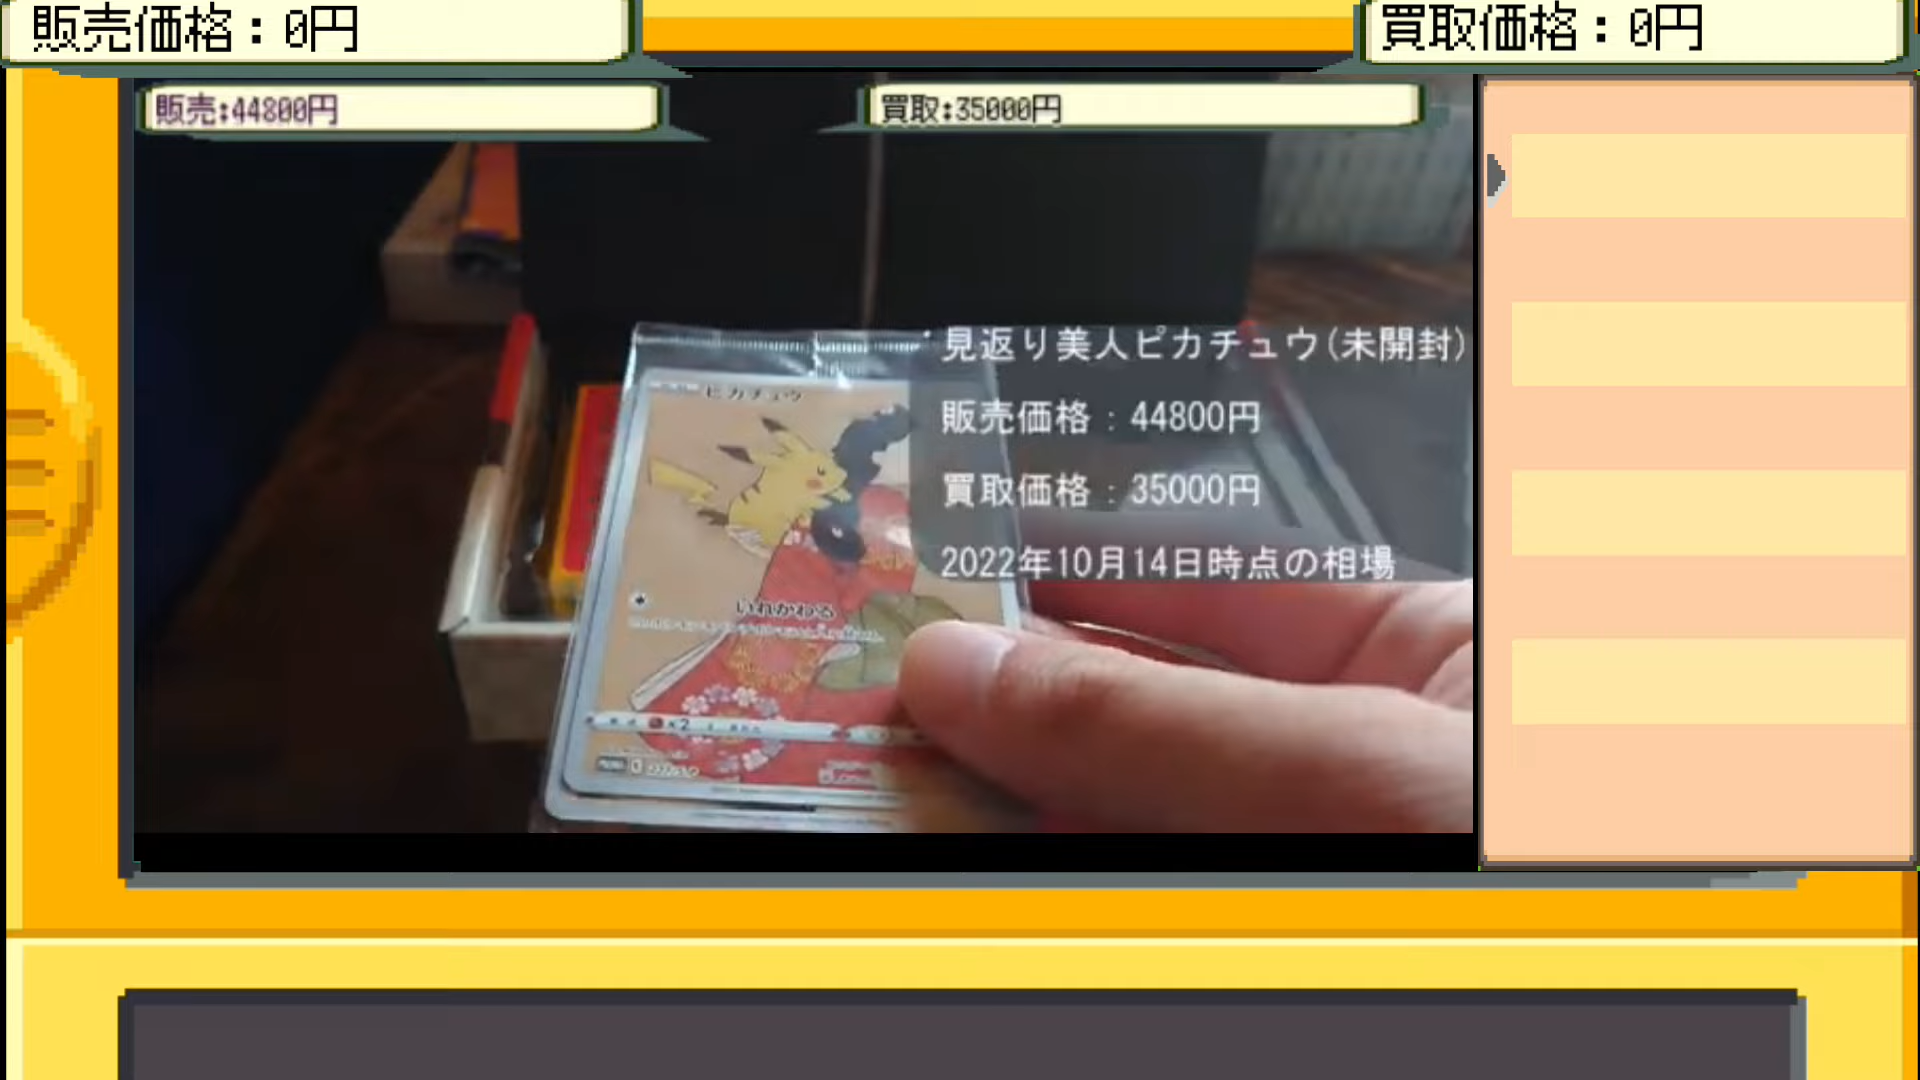 販売価格：0円
買取価格：0円
販売:44800円
買取:35000円
見返り美人ピカチュウ(未開封)
販売価格：44800円
買取価格：35000円
2022年10月14日時点の相場
ピカチュウ
いれかわる
×2